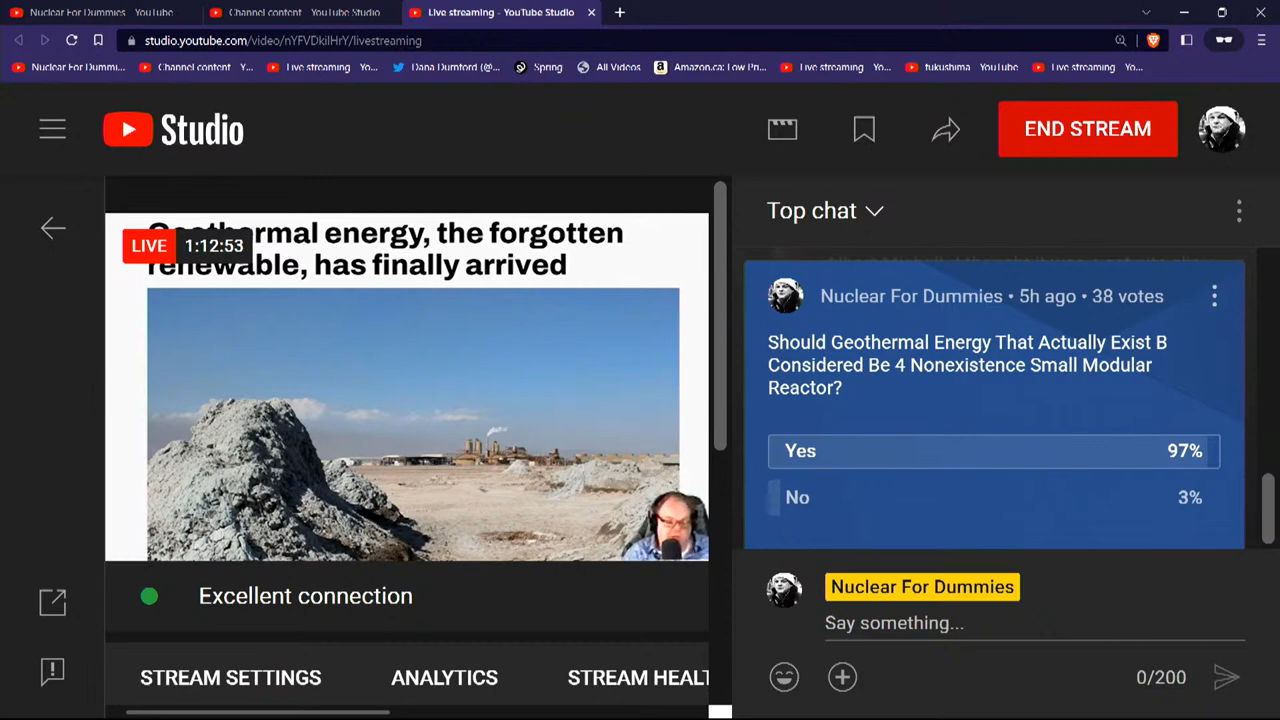 Nuclear For Dummies YouTube
Channel content YouTube Studio
Live streaming - YouTube Studio
studio.youtube.com/video/nYFVDkilHrY/livestreaming
Nuclear For Dummi...
Channel content Y...
Live streaming Yo...
Dana Durnford (@...
Spring
All Videos
Amazon.ca: Low Pri...
Live streaming Yo...
fukushima YouTube
Live streaming Yo...
Studio
END STREAM
Top chat
Geothermal energy, the forgotten
renewable, has finally arrived
LIVE 1:12:53
Nuclear For Dummies • 5h ago • 38 votes
Should Geothermal Energy That Actually Exist B
Considered Be 4 Nonexistence Small Modular
Reactor?
Yes 97%
No 3%
Excellent connection
Nuclear For Dummies
Say something...
STREAM SETTINGS
ANALYTICS
STREAM HEALT
0/200